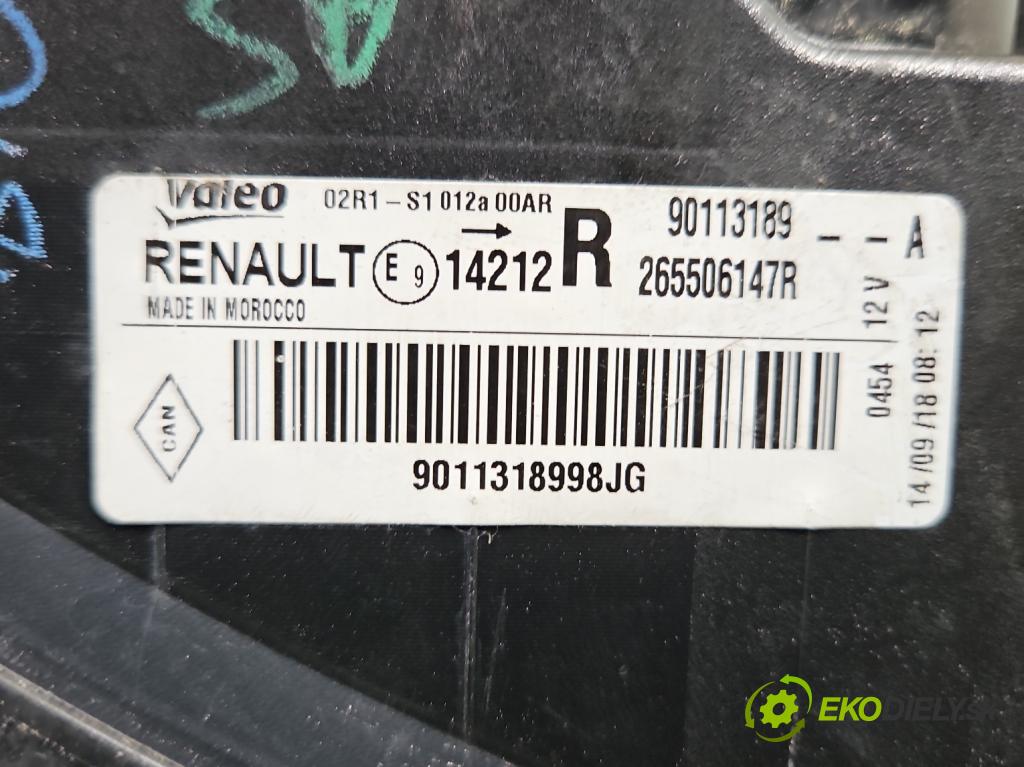 Valeo 02R1-S1 012a 00AR
RENAULT E 9 → 14212 R
90113189 -- A
265506147R
MADE IN MOROCCO
CAN
9011318998JG
0454 12 V
14/09/18 08:12
EKODIELY.SK